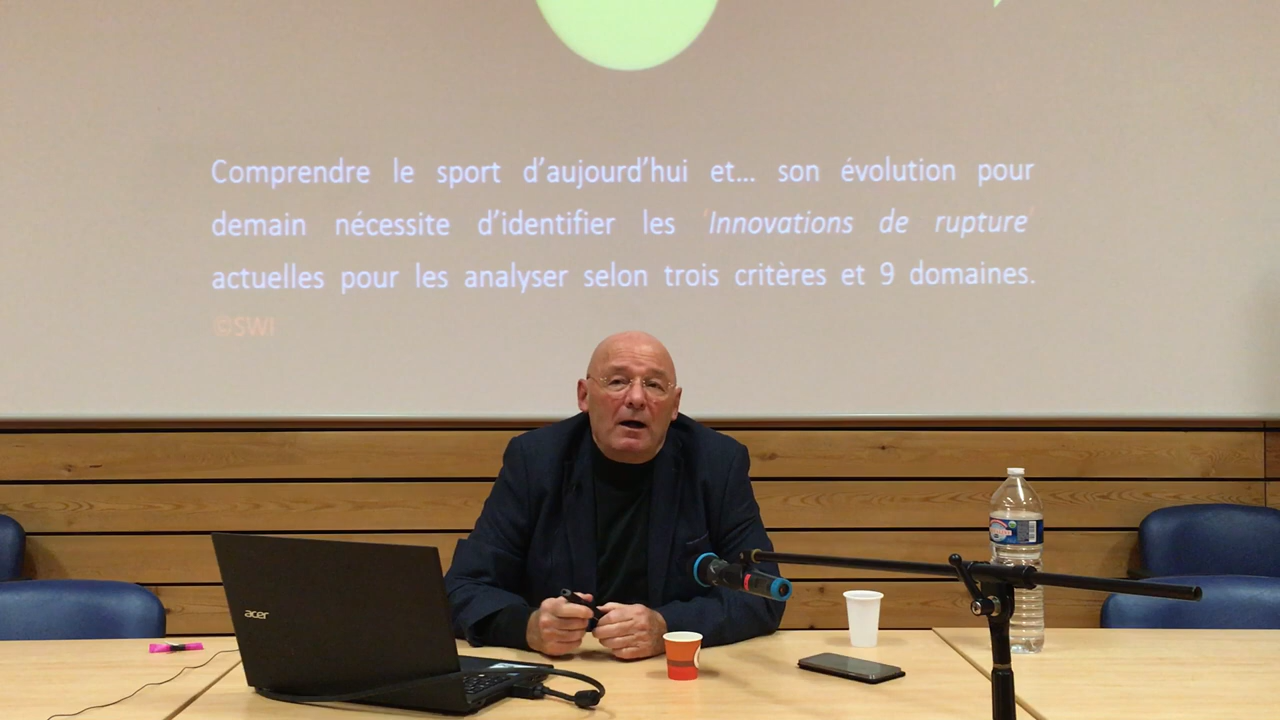 Comprendre le sport d'aujourd'hui et... son évolution pour
demain nécessite d'identifier les 'Innovations de rupture'
actuelles pour les analyser selon trois critères et 9 domaines.
©SWI
acer